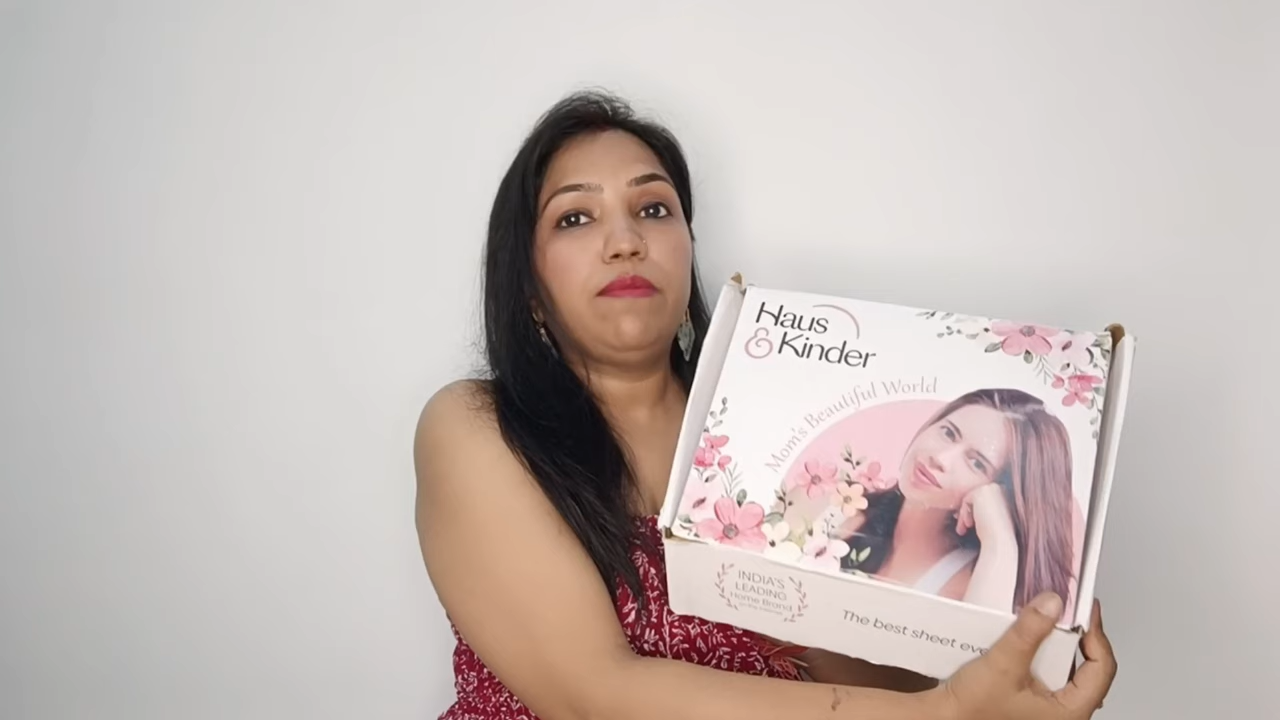 Haus
& Kinder
Mom's Beautiful World
INDIA'S
LEADING
Home Brand
The best sheet eve